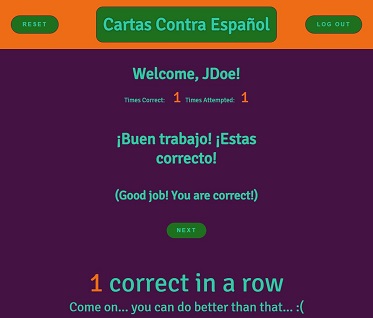 RESET
Cartas Contra Español
LOG OUT
Welcome, JDoe!
Times Correct: 1 Times Attempted: 1
¡Buen trabajo! ¡Estas
correcto!
(Good job! You are correct!)
NEXT
1 correct in a row
Come on... you can do better than that... :(